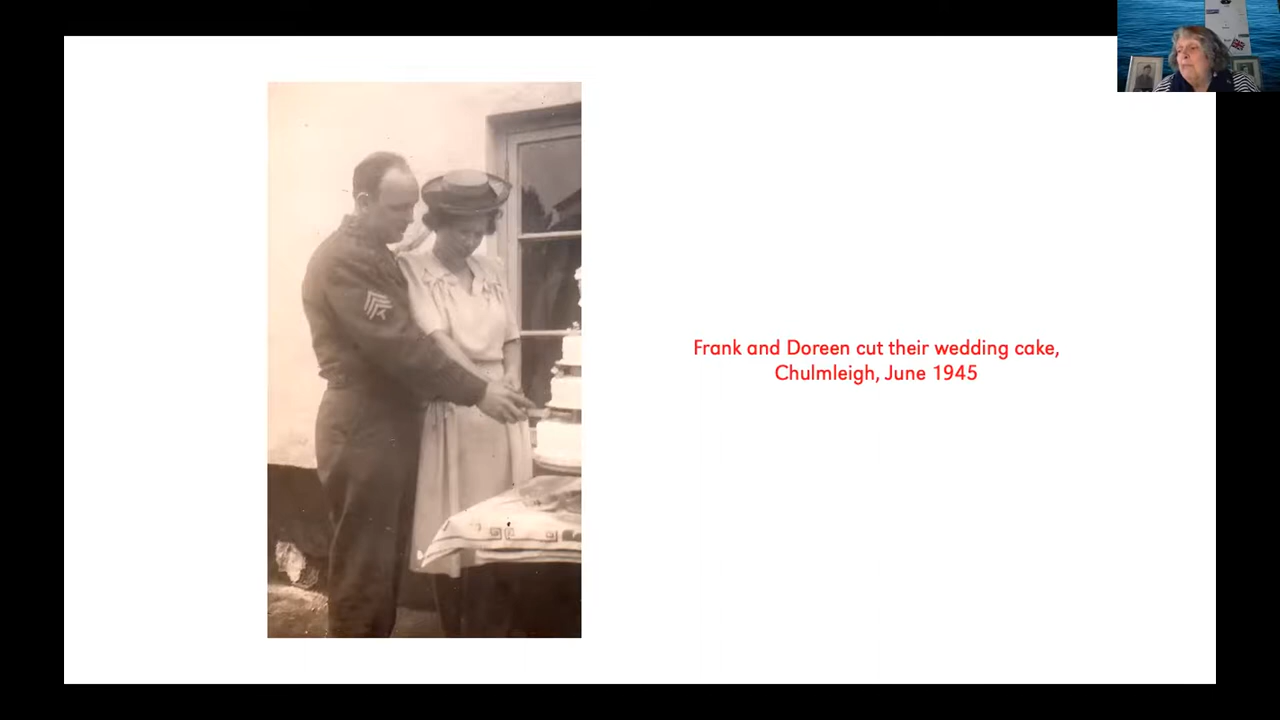 Frank and Doreen cut their wedding cake,
Chulmleigh, June 1945